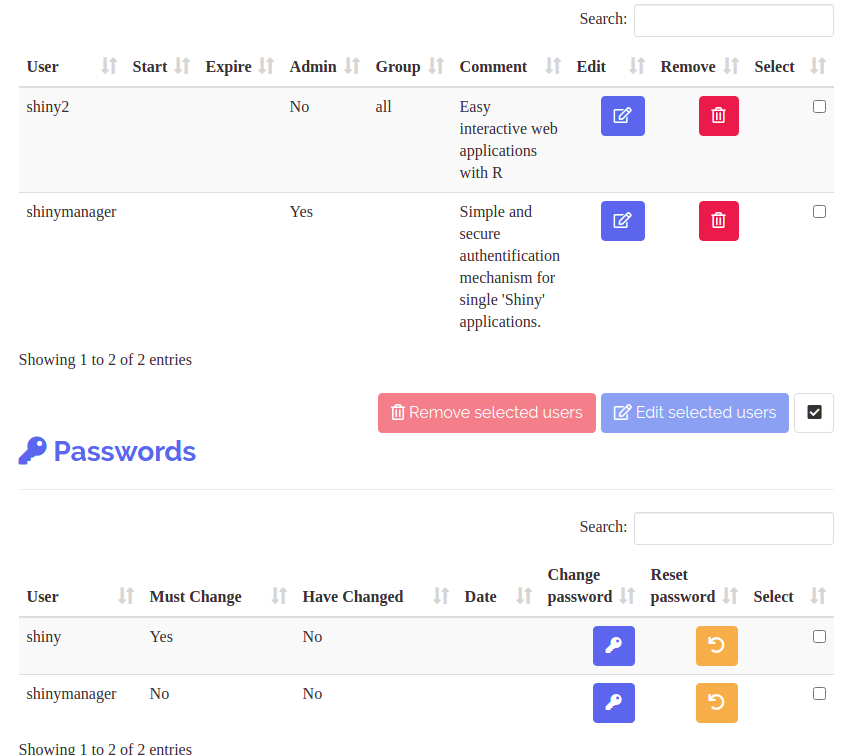 Search:
User Start Expire Admin Group Comment Edit Remove Select
shiny2 No all Easy
interactive web
applications
with R
shinymanager Yes Simple and
secure
authentification
mechanism for
single 'Shiny'
applications.
Showing 1 to 2 of 2 entries
Remove selected users Edit selected users
Passwords
Search:
Change Reset
User Must Change Have Changed Date password password Select
shiny Yes No
shinymanager No No
Showing 1 to 2 of 2 entries